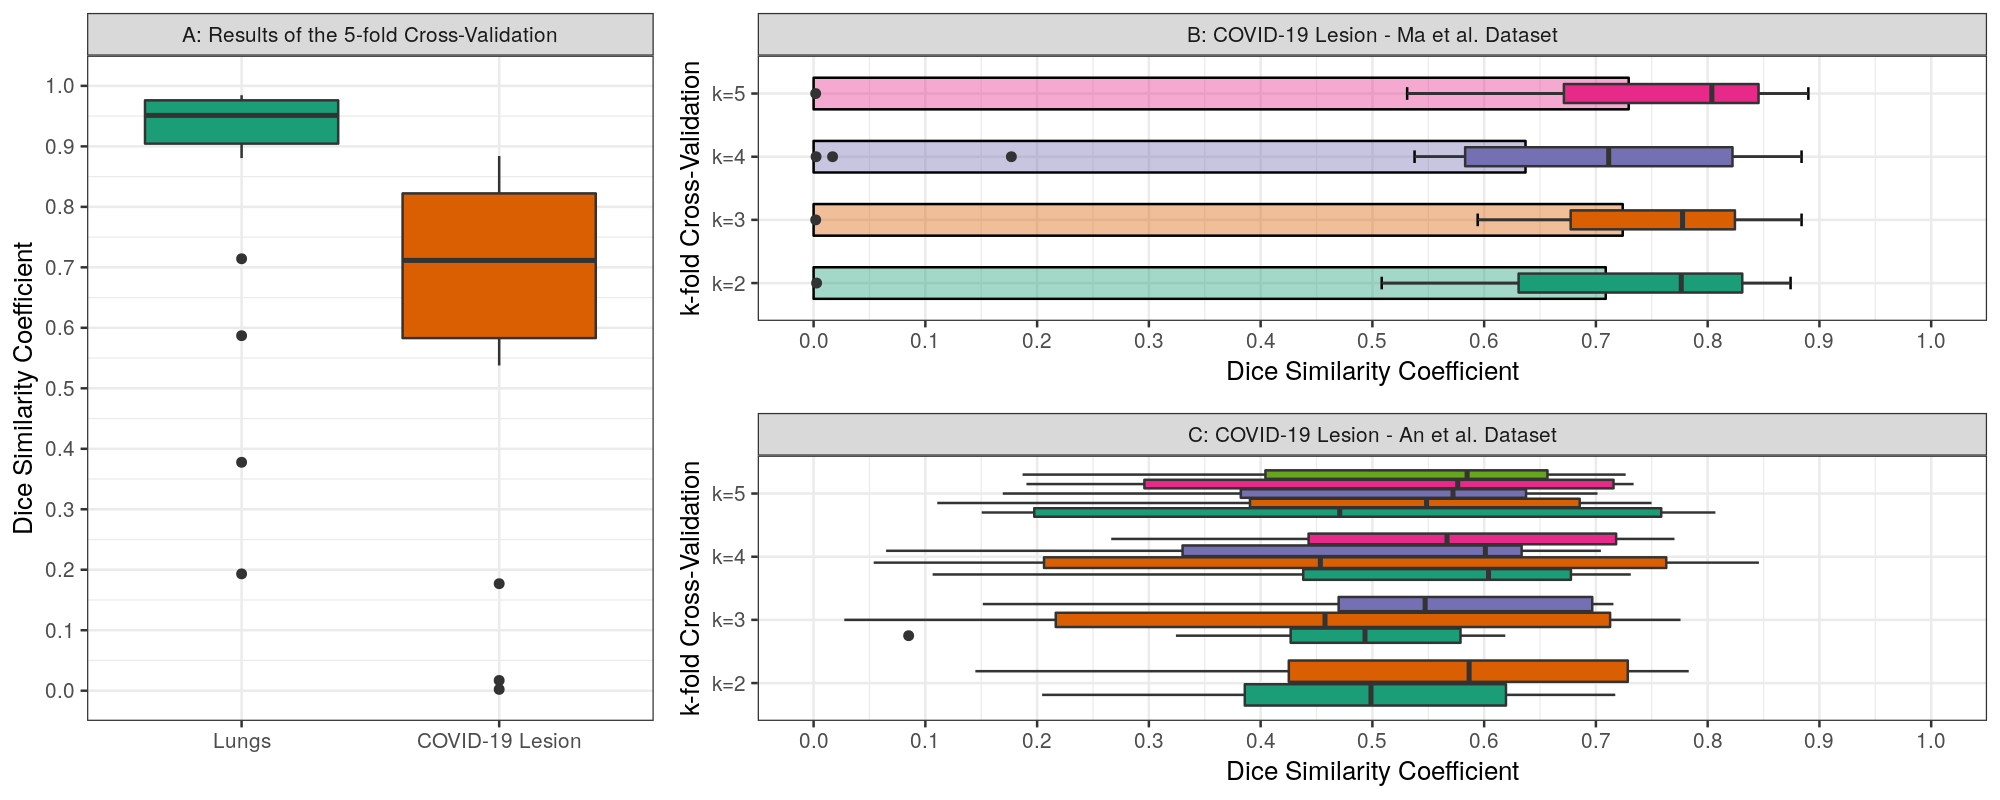 A: Results of the 5-fold Cross-Validation
Dice Similarity Coefficient
1.0
0.9
0.8
0.7
0.6
0.5
0.4
0.3
0.2
0.1
0.0
Lungs COVID-19 Lesion
B: COVID-19 Lesion - Ma et al. Dataset
k-fold Cross-Validation
k=5
k=4
k=3
k=2
0.0 0.1 0.2 0.3 0.4 0.5 0.6 0.7 0.8 0.9 1.0
Dice Similarity Coefficient
C: COVID-19 Lesion - An et al. Dataset
k-fold Cross-Validation
k=5
k=4
k=3
k=2
0.0 0.1 0.2 0.3 0.4 0.5 0.6 0.7 0.8 0.9 1.0
Dice Similarity Coefficient